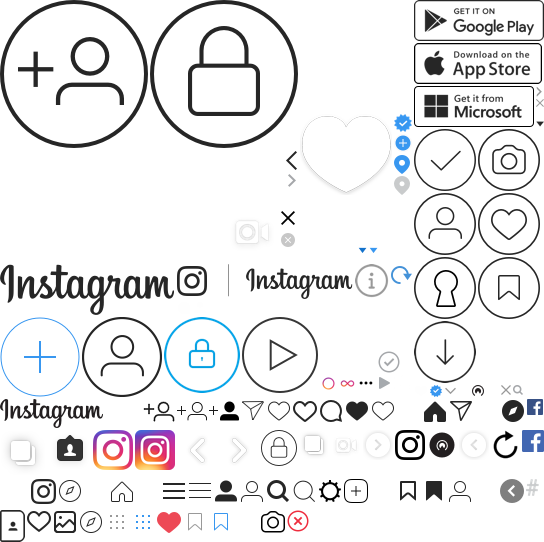 GET IT ON
Google Play
Download on the
App Store
Get it from
Microsoft
Instagram
Instagram
Instagram
#